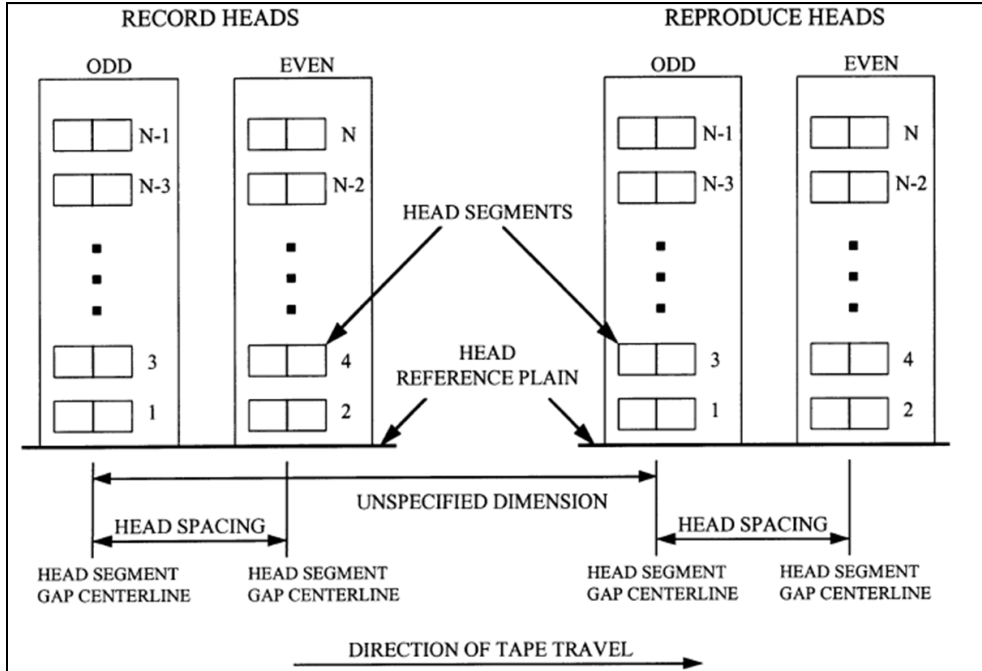 RECORD HEADS
REPRODUCE HEADS
ODD
EVEN
ODD
EVEN
N-1
N
N-1
N
N-3
N-2
N-3
N-2
HEAD SEGMENTS
3
4
HEAD
REFERENCE PLAIN
3
4
1
2
1
2
UNSPECIFIED DIMENSION
HEAD SPACING
HEAD SPACING
HEAD SEGMENT
GAP CENTERLINE
HEAD SEGMENT
GAP CENTERLINE
HEAD SEGMENT
GAP CENTERLINE
HEAD SEGMENT
GAP CENTERLINE
DIRECTION OF TAPE TRAVEL